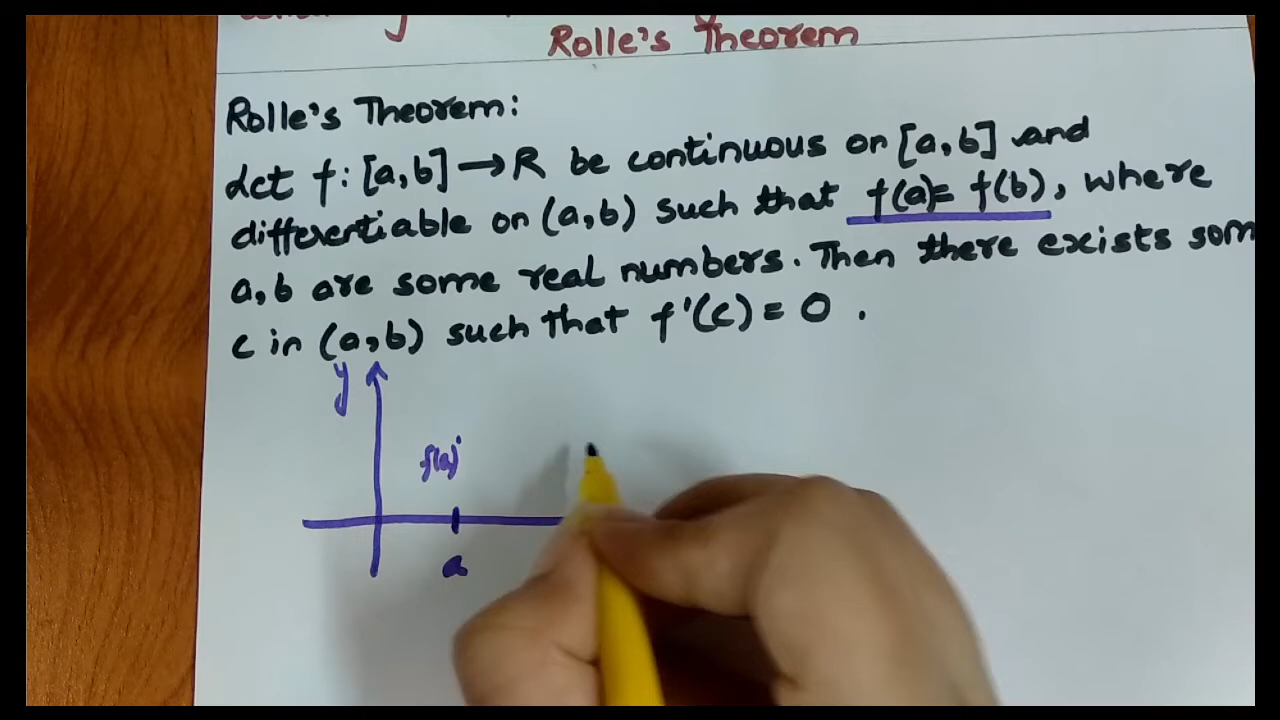 Rolle's Theorem
Rolle's Theorem:
Let f: [a,b] → R be continuous on [a,b] and
differentiable on (a,b) such that f(a)= f(b), where
a,b are some real numbers. Then there exists som
c in (a,b) such that f'(c) = 0 .
y
f(a)
a